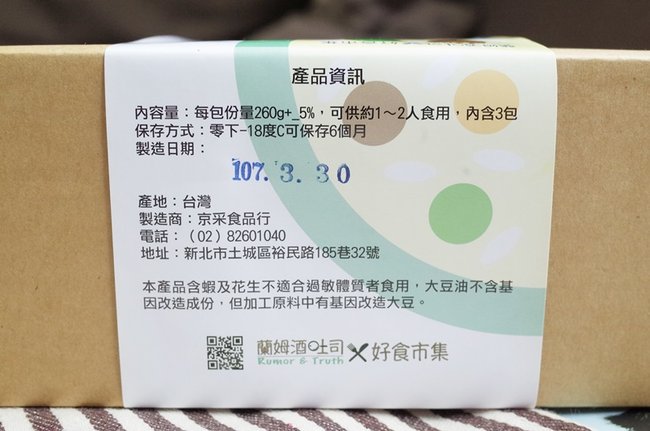 產品資訊
內容量：每包份量260g+_5%，可供約1～2人食用，內含3包
保存方式：零下-18度C可保存6個月
製造日期：
107. 3. 30
產地：台灣
製造商：京采食品行
電話：（02）82601040
地址：新北市土城區裕民路185巷32號
本產品含蝦及花生不適合過敏體質者食用，大豆油不含基
因改造成份，但加工原料中有基因改造大豆。
蘭姆酒吐司 好食市集
Rumor & Truth